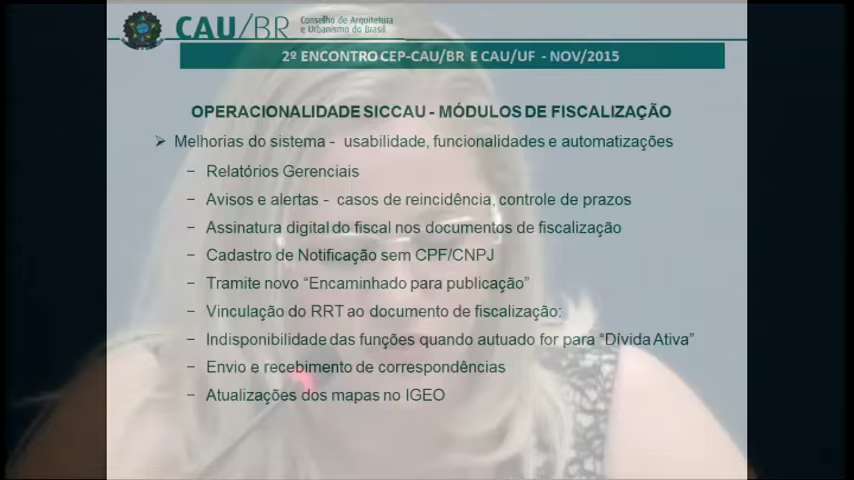 CAU/BR
Conselho de Arquitetura
e Urbanismo do Brasil
2º ENCONTRO CEP-CAU/BR E CAU/UF - NOV/2015
OPERACIONALIDADE SICCAU - MÓDULOS DE FISCALIZAÇÃO
➢ Melhorias do sistema - usabilidade, funcionalidades e automatizações
− Relatórios Gerenciais
− Avisos e alertas - casos de reincidência, controle de prazos
− Assinatura digital do fiscal nos documentos de fiscalização
− Cadastro de Notificação sem CPF/CNPJ
− Tramite novo “Encaminhado para publicação”
− Vinculação do RRT ao documento de fiscalização:
− Indisponibilidade das funções quando autuado for para “Dívida Ativa”
− Envio e recebimento de correspondências
− Atualizações dos mapas no IGEO